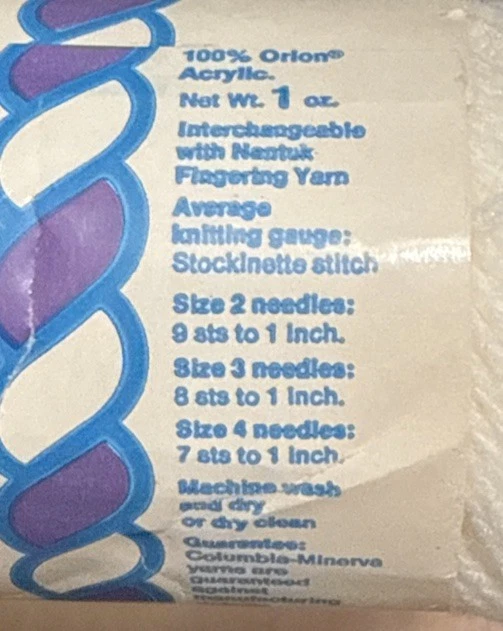 100% Orlon®
Acrylic.
Net Wt. 1 oz.
Interchangeable
with Nantuk
Fingering Yarn
Average
knitting gauge:
Stockinette stitch
Size 2 needles:
9 sts to 1 inch.
Size 3 needles:
8 sts to 1 inch.
Size 4 needles:
7 sts to 1 inch.
Machine wash
and dry
or dry clean
Guarantee:
Columbia-Minerva
yarns are
guaranteed
against
manufacturing